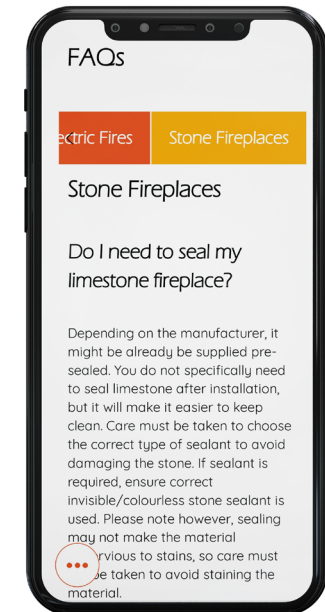 FAQs
ectric Fires Stone Fireplaces
Stone Fireplaces
Do I need to seal my
limestone fireplace?
Depending on the manufacturer, it
might be already be supplied pre-
sealed. You do not specifically need
to seal limestone after installation,
but it will make it easier to keep
clean. Care must be taken to choose
the correct type of sealant to avoid
damaging the stone. If sealant is
required, ensure correct
invisible/colourless stone sealant is
used. Please note however, sealing
may not make the material
rvious to stains, so care must
be taken to avoid staining the
material.